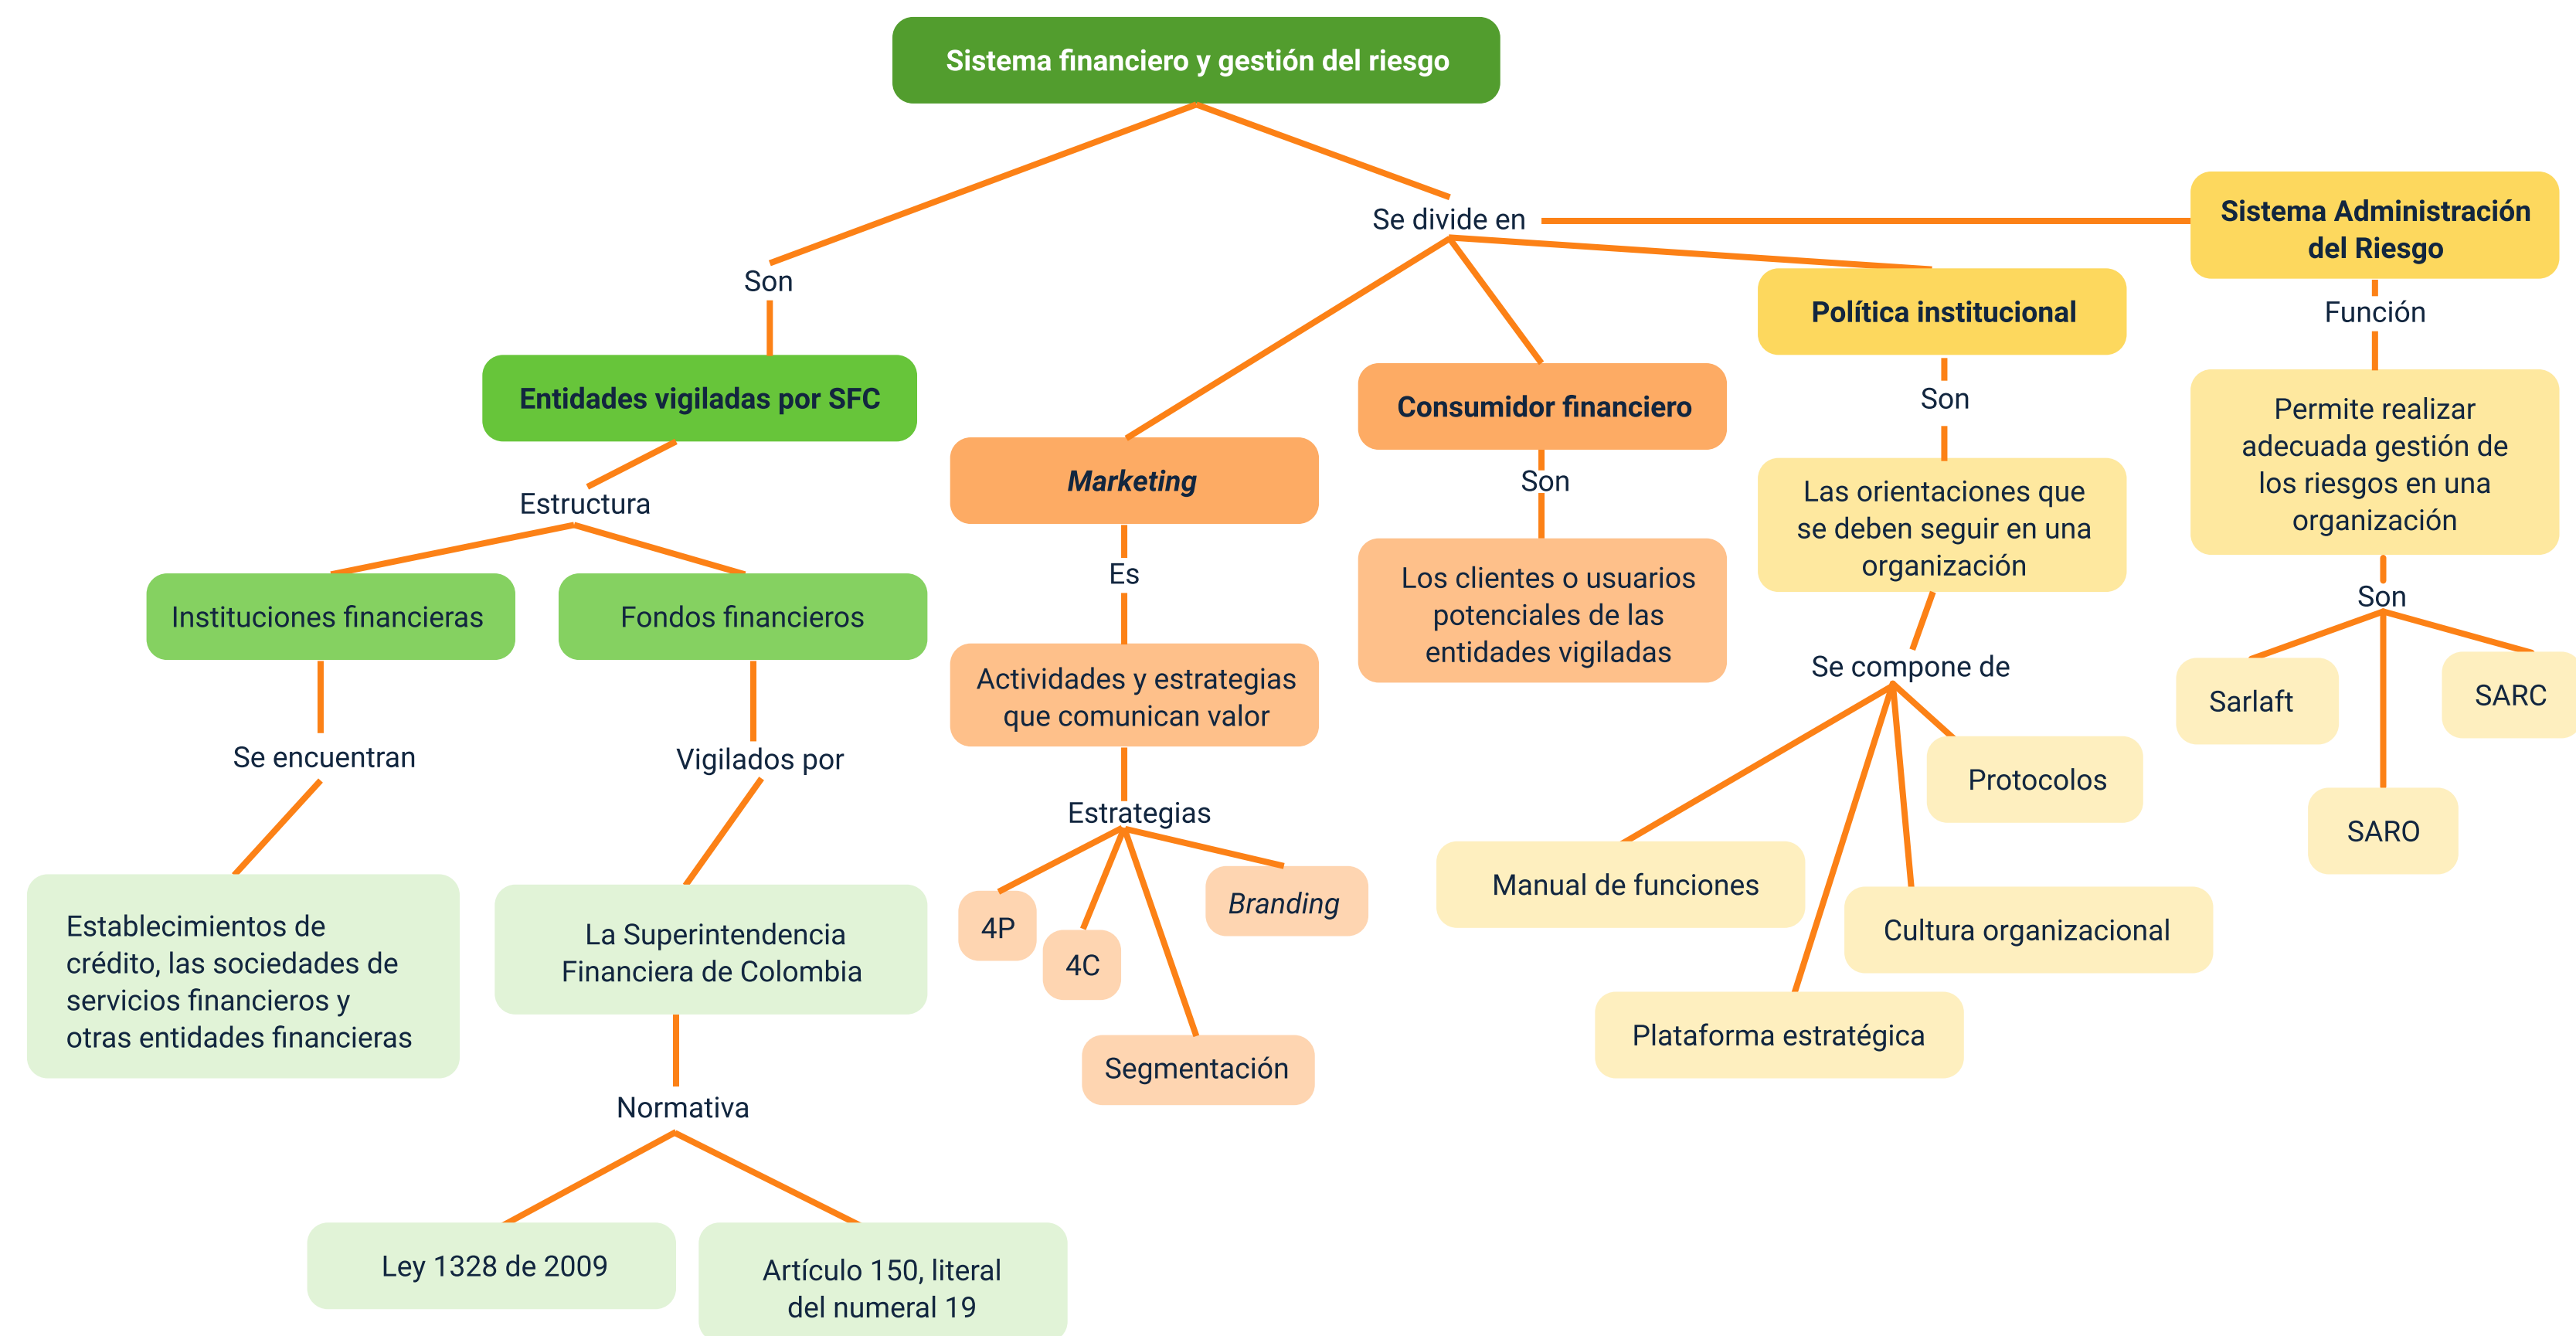 Sistema financiero y gestión del riesgo
Se divide en
Sistema Administración
del Riesgo
Son
Función
Política institucional
Entidades vigiladas por SFC
Consumidor financiero
Son
Permite realizar
adecuada gestión de
los riesgos en una
organización
Marketing
Son
Estructura
Las orientaciones que
se deben seguir en una
organización
Es
Los clientes o usuarios
potenciales de las
entidades vigiladas
Son
Instituciones financieras
Fondos financieros
Actividades y estrategias
que comunican valor
Se compone de
Sarlaft
SARC
Se encuentran
Vigilados por
Protocolos
Estrategias
SARO
Manual de funciones
Branding
4P
4C
Cultura organizacional
Establecimientos de
crédito, las sociedades de
servicios financieros y
otras entidades financieras
La Superintendencia
Financiera de Colombia
Plataforma estratégica
Segmentación
Normativa
Ley 1328 de 2009
Artículo 150, literal
del numeral 19